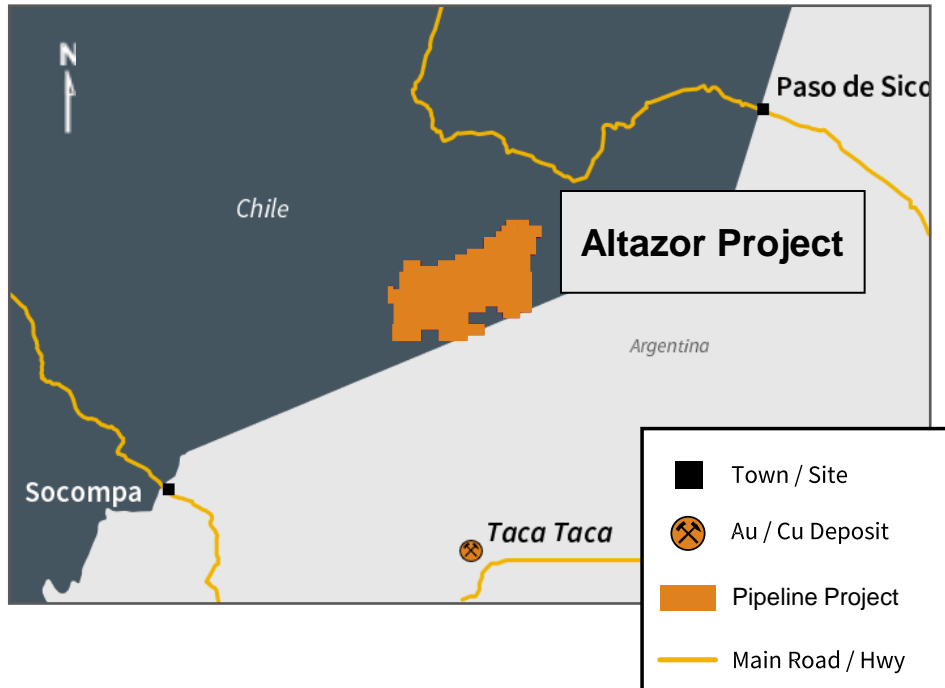 N
Paso de Sico
Chile
Altazor Project
Argentina
Socompa
Taca Taca
Town / Site
Au / Cu Deposit
Pipeline Project
Main Road / Hwy